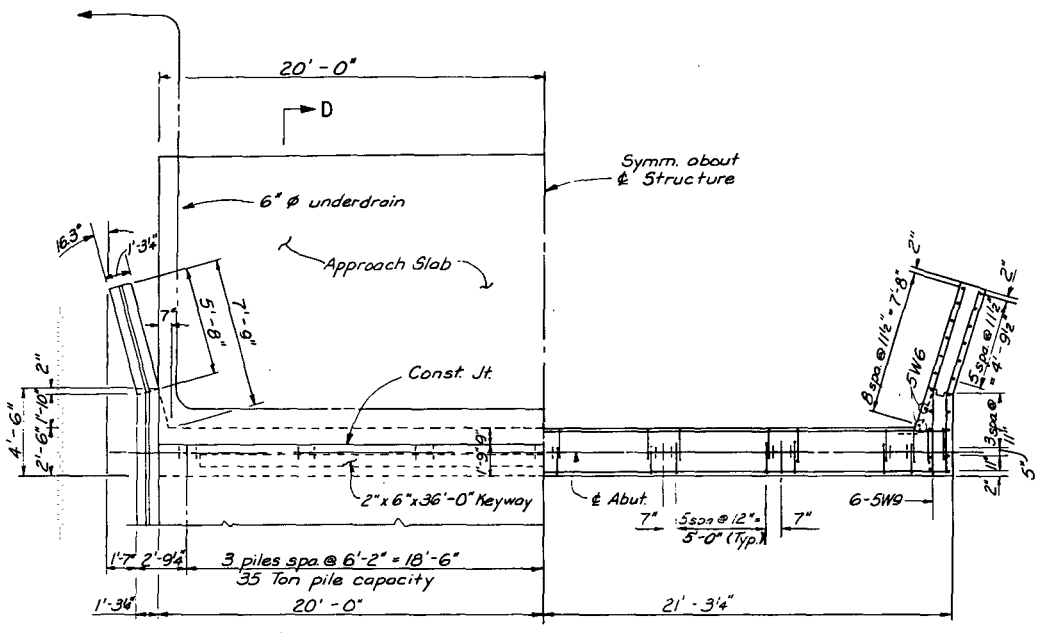 20'-0"
D
Symm. about
℄ Structure
6" ø underdrain
16.3"
1'-3¼"
Approach Slab
7"
5'-8"
7'-9"
2"
2"
8 spa. @ 11½" = 7'-8"
5 spa @ 11½"
= 4'-9½"
5W6
Const. Jt.
2"
1'-10"
4'-6"
2'-6"
9"
1'-9"
3 spa @
11"
11"
2"
5"
2" x 6" x 36'-0" Keyway
℄ Abut.
6-5W9
7"
5 spa @ 12" =
5'-0" (Typ.)
7"
1'-7"
2'-9¼"
3 piles spa. @ 6'-2" = 18'-6"
35 Ton pile capacity
1'-3¼"
20'-0"
21'-3¼"